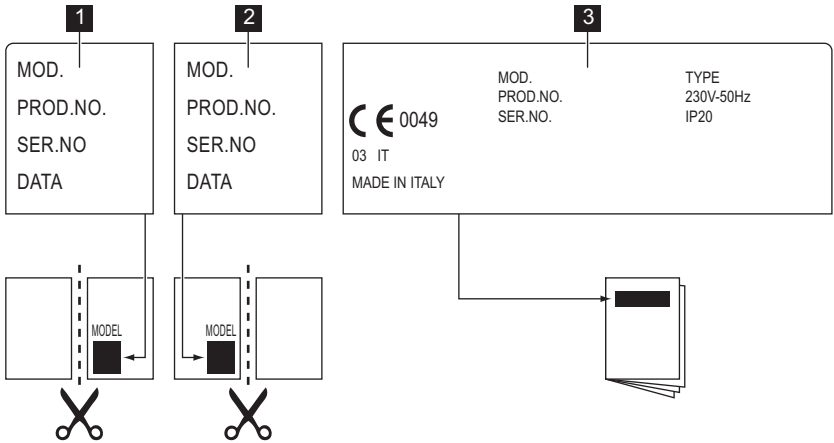 1
MOD.
PROD.NO.
SER.NO
DATA
MODEL
2
MOD.
PROD.NO.
SER.NO
DATA
MODEL
3
CE 0049
03 IT
MADE IN ITALY
MOD.
PROD.NO.
SER.NO.
TYPE
230V-50Hz
IP20